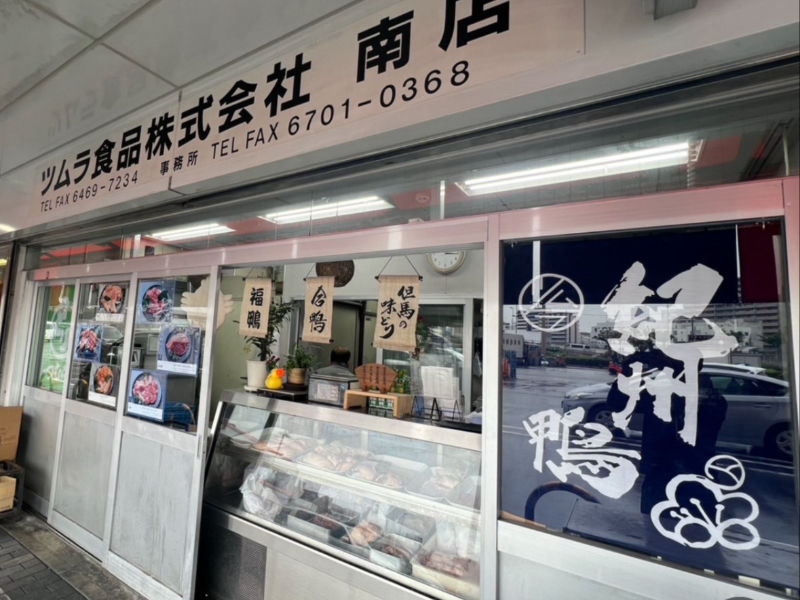 ツムラ食品株式会社 南店
TEL FAX 6469-7234 事務所 TEL FAX 6701-0368
福鴨
合鴨
但馬の
味どり
紀州
鴨